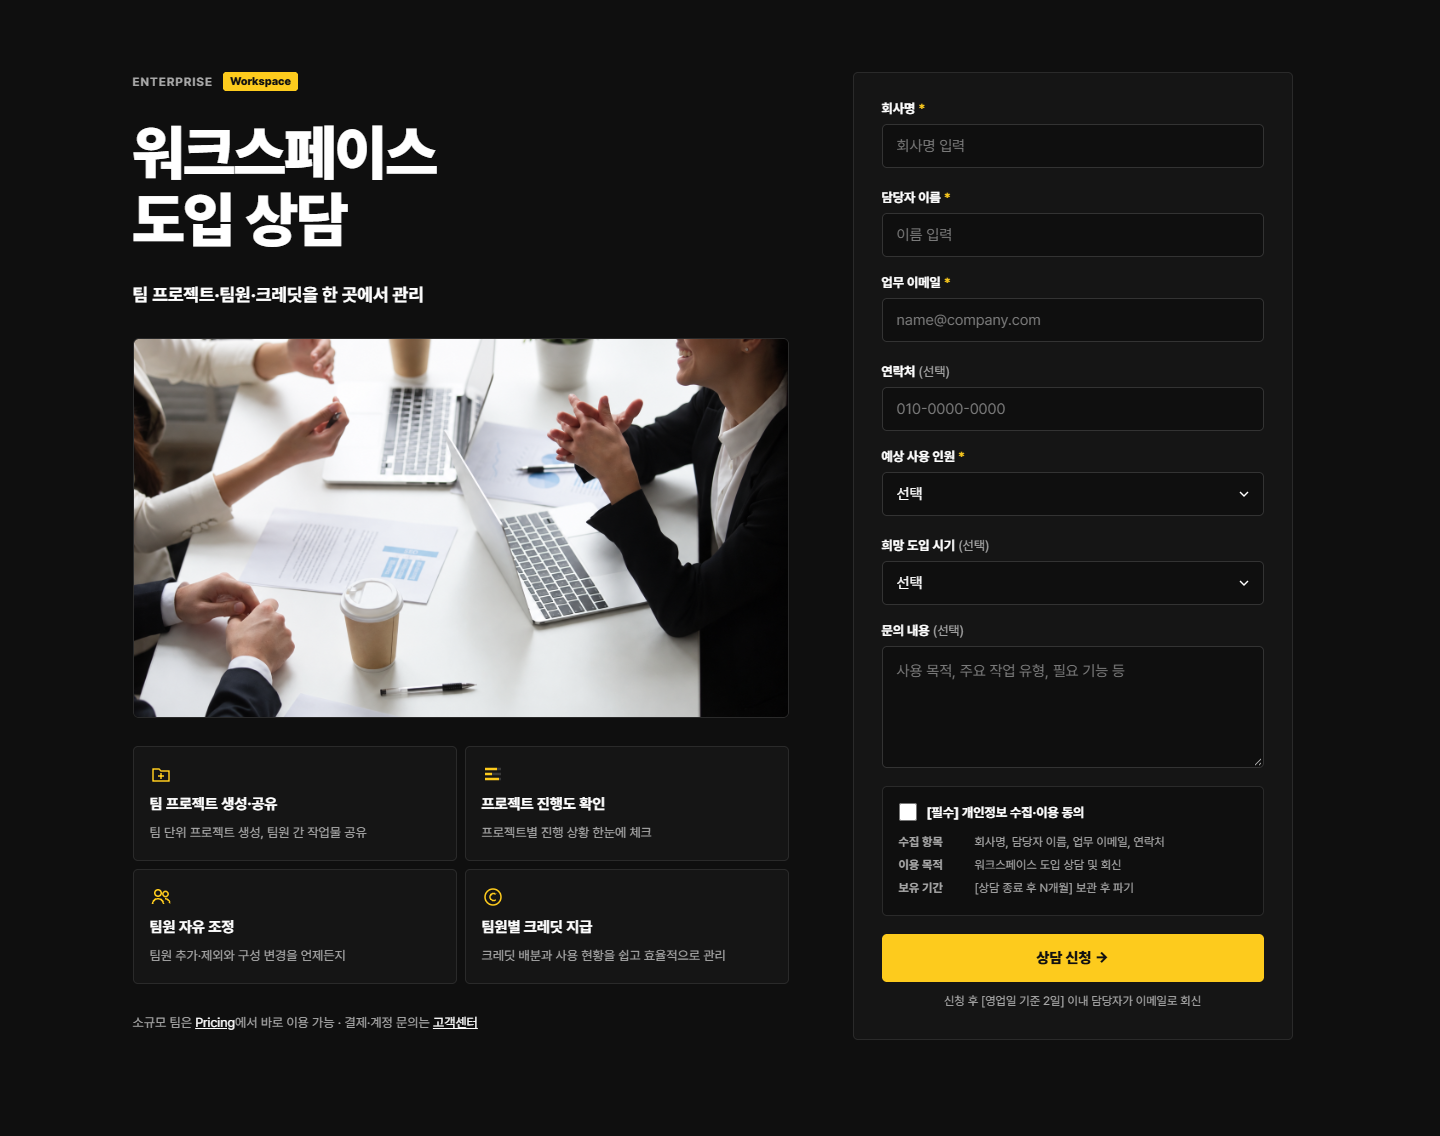 ENTERPRISE Workspace
워크스페이스
도입 상담
팀 프로젝트·팀원·크레딧을 한 곳에서 관리
팀 프로젝트 생성·공유
팀 단위 프로젝트 생성, 팀원 간 작업물 공유
프로젝트 진행도 확인
프로젝트별 진행 상황 한눈에 체크
팀원 자유 조정
팀원 추가·제외와 구성 변경을 언제든지
팀원별 크레딧 지급
크레딧 배분과 사용 현황을 쉽고 효율적으로 관리
소규모 팀은 Pricing에서 바로 이용 가능 · 결제·계정 문의는 고객센터
회사명 *
회사명 입력
담당자 이름 *
이름 입력
업무 이메일 *
name@company.com
연락처 (선택)
010-0000-0000
예상 사용 인원 *
선택
희망 도입 시기 (선택)
선택
문의 내용 (선택)
사용 목적, 주요 작업 유형, 필요 기능 등
[필수] 개인정보 수집·이용 동의
수집 항목 회사명, 담당자 이름, 업무 이메일, 연락처
이용 목적 워크스페이스 도입 상담 및 회신
보유 기간 [상담 종료 후 N개월] 보관 후 파기
상담 신청 →
신청 후 [영업일 기준 2일] 이내 담당자가 이메일로 회신